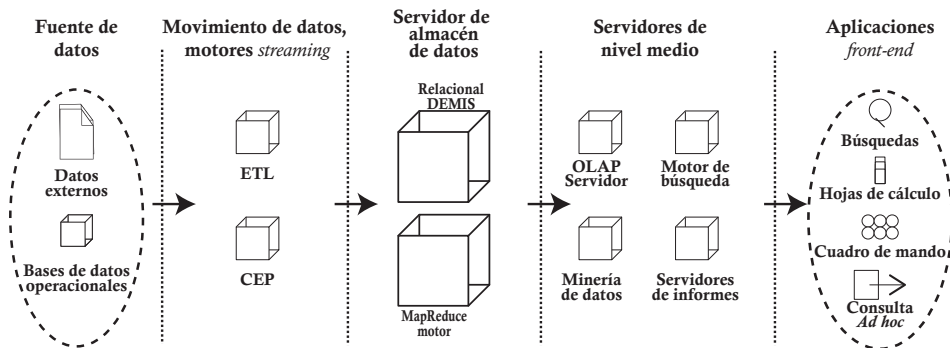 Fuente de
datos
Movimiento de datos,
motores streaming
Servidor de
almacén
de datos
Servidores de
nivel medio
Aplicaciones
front-end
Datos
externos
Bases de datos
operacionales
ETL
CEP
Relacional
DEMIS
MapReduce
motor
OLAP
Servidor
Motor de
búsqueda
Minería
de datos
Servidores
de informes
Búsquedas
Hojas de cálculo
Cuadro de mando
Consulta
Ad hoc